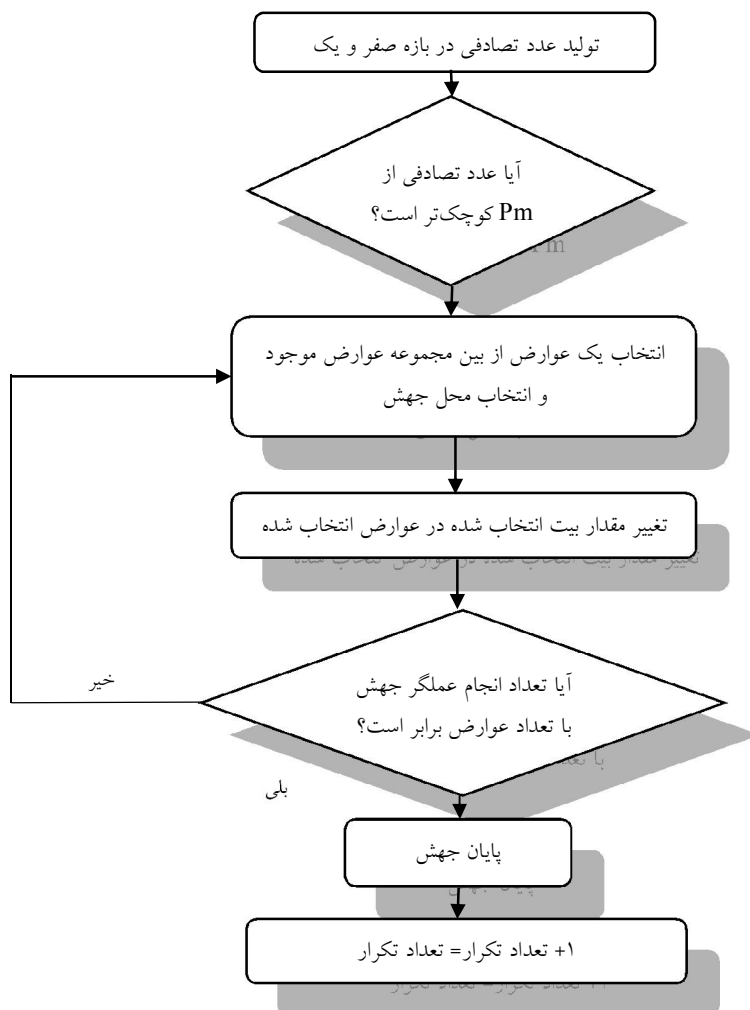 تولید عدد تصادفی در بازه صفر و یک
آیا عدد تصادفی از
Pm کوچک‌تر است؟
انتخاب یک عوارض از بین مجموعه عوارض موجود
و انتخاب محل جهش
تغییر مقدار بیت انتخاب شده در عوارض انتخاب شده
آیا تعداد انجام عملگر جهش
با تعداد عوارض برابر است؟
خیر
بلی
پایان جهش
۱+ تعداد تکرار= تعداد تکرار